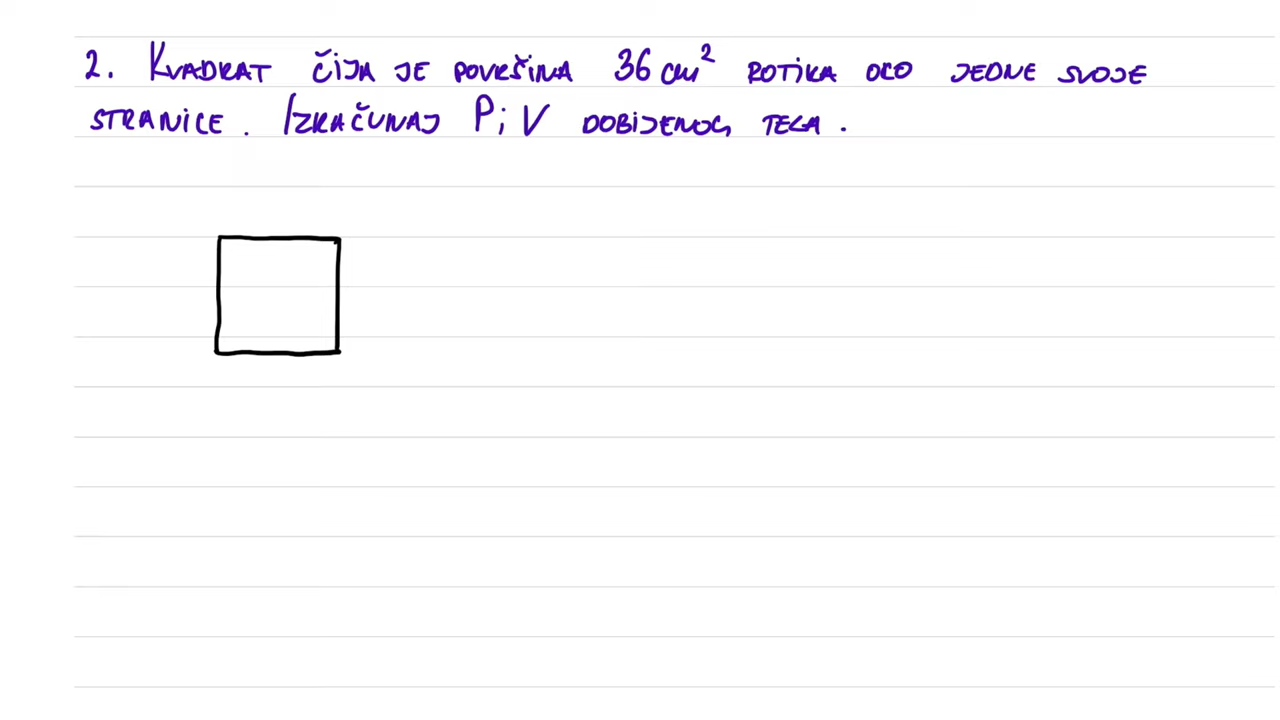 2. KVADRAT ČIJA JE POVRŠINA 36 cm² ROTIRA OKO JEDNE SVOJE
STRANICE. IZRAČUNAJ P i V DOBIJENOG TELA.